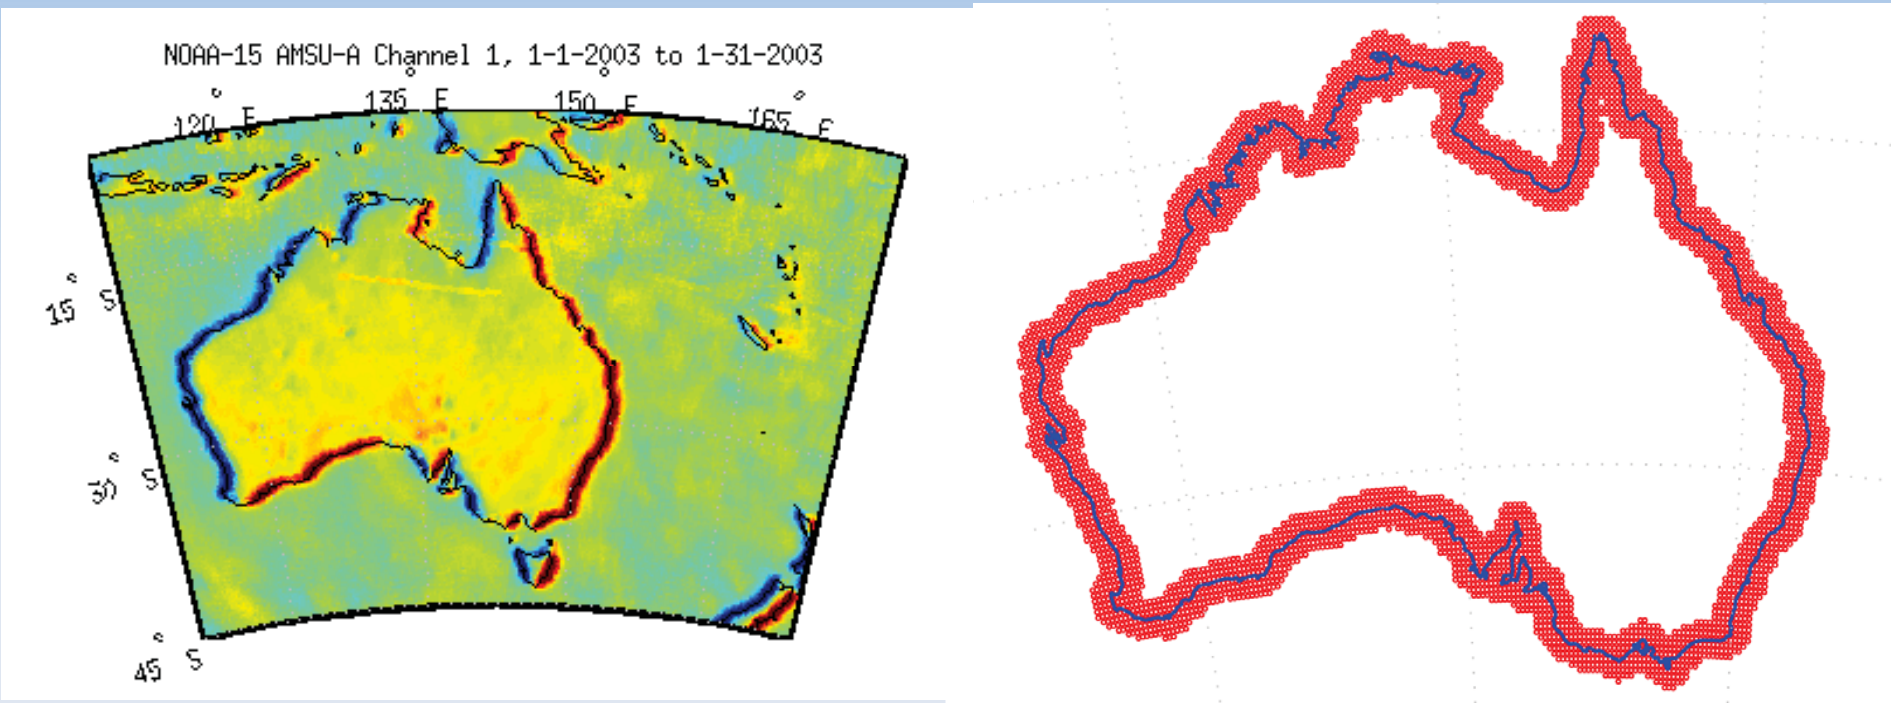 NOAA-15 AMSU-A Channel 1, 1-1-2003 to 1-31-2003
120° E
135° E
150° E
165° E
15° S
30° S
45° S